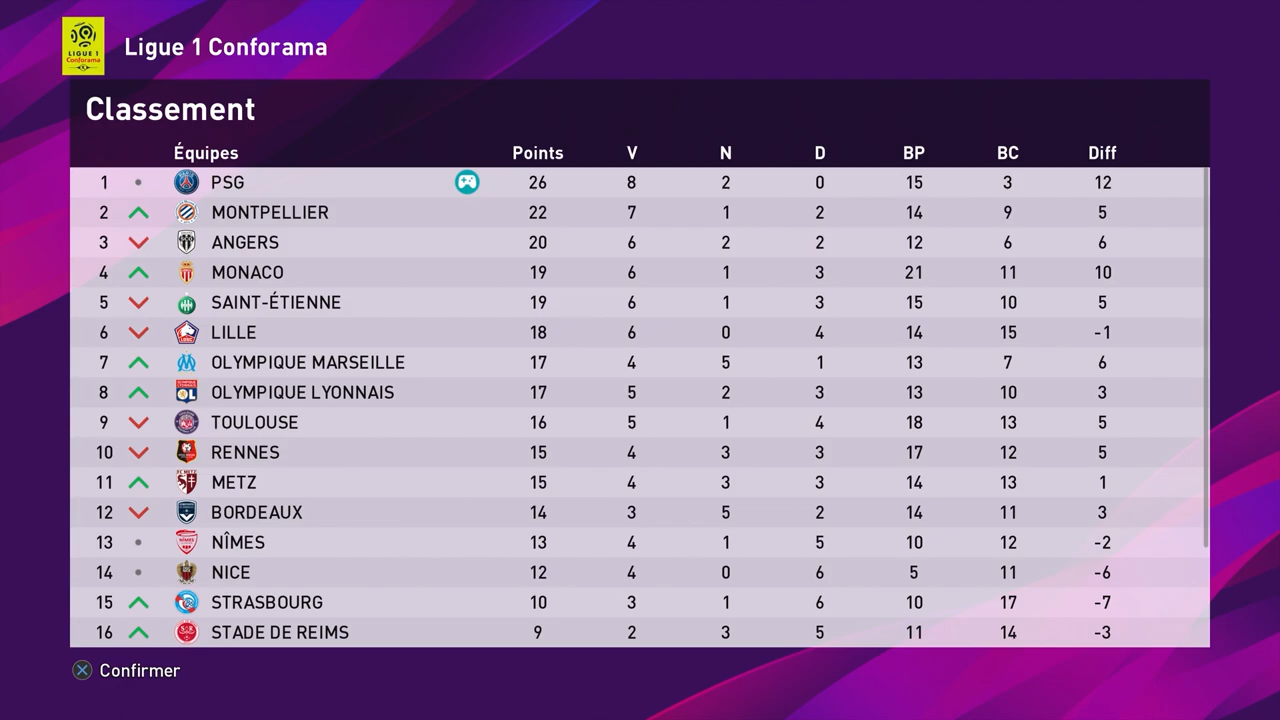 LIGUE 1
Conforama
Ligue 1 Conforama
Classement
Équipes Points V N D BP BC Diff
1 PSG 26 8 2 0 15 3 12
2 MONTPELLIER 22 7 1 2 14 9 5
3 ANGERS 20 6 2 2 12 6 6
4 MONACO 19 6 1 3 21 11 10
5 SAINT-ÉTIENNE 19 6 1 3 15 10 5
6 LILLE 18 6 0 4 14 15 -1
7 OLYMPIQUE MARSEILLE 17 4 5 1 13 7 6
8 OLYMPIQUE LYONNAIS 17 5 2 3 13 10 3
9 TOULOUSE 16 5 1 4 18 13 5
10 RENNES 15 4 3 3 17 12 5
11 METZ 15 4 3 3 14 13 1
12 BORDEAUX 14 3 5 2 14 11 3
13 NÎMES 13 4 1 5 10 12 -2
14 NICE 12 4 0 6 5 11 -6
15 STRASBOURG 10 3 1 6 10 17 -7
16 STADE DE REIMS 9 2 3 5 11 14 -3
Confirmer